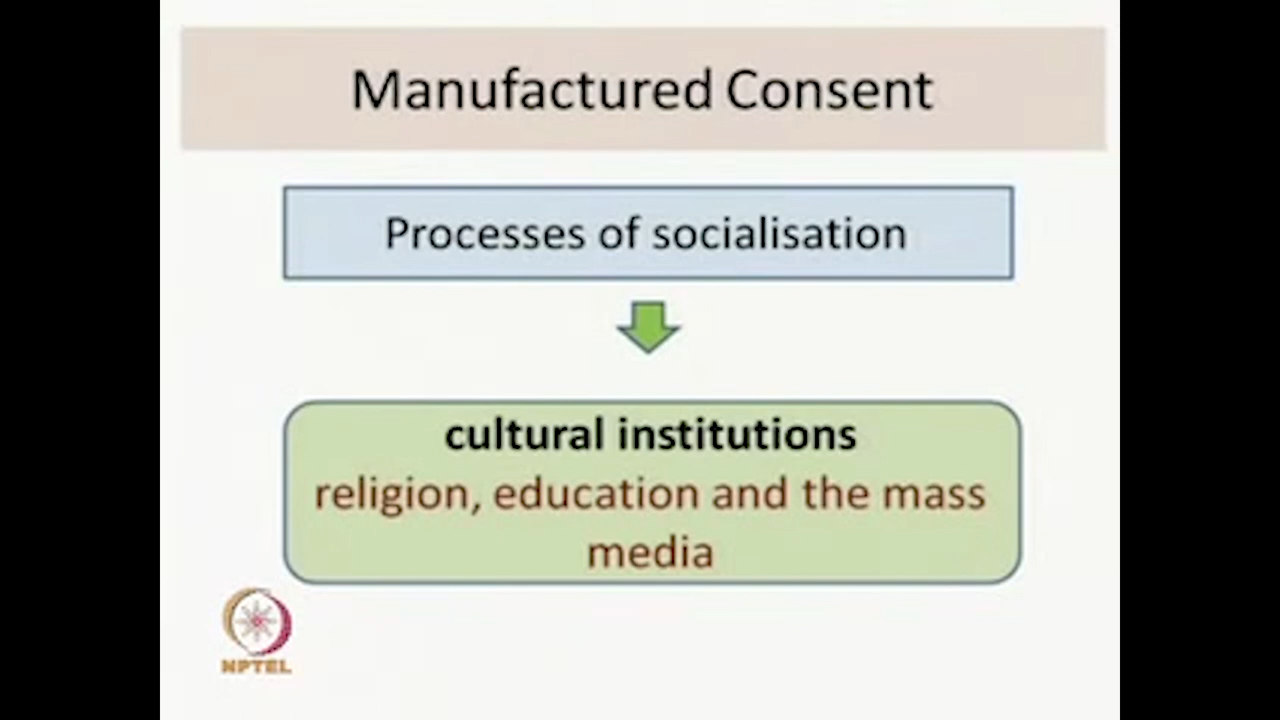 Manufactured Consent
Processes of socialisation
cultural institutions
religion, education and the mass
media
NPTEL